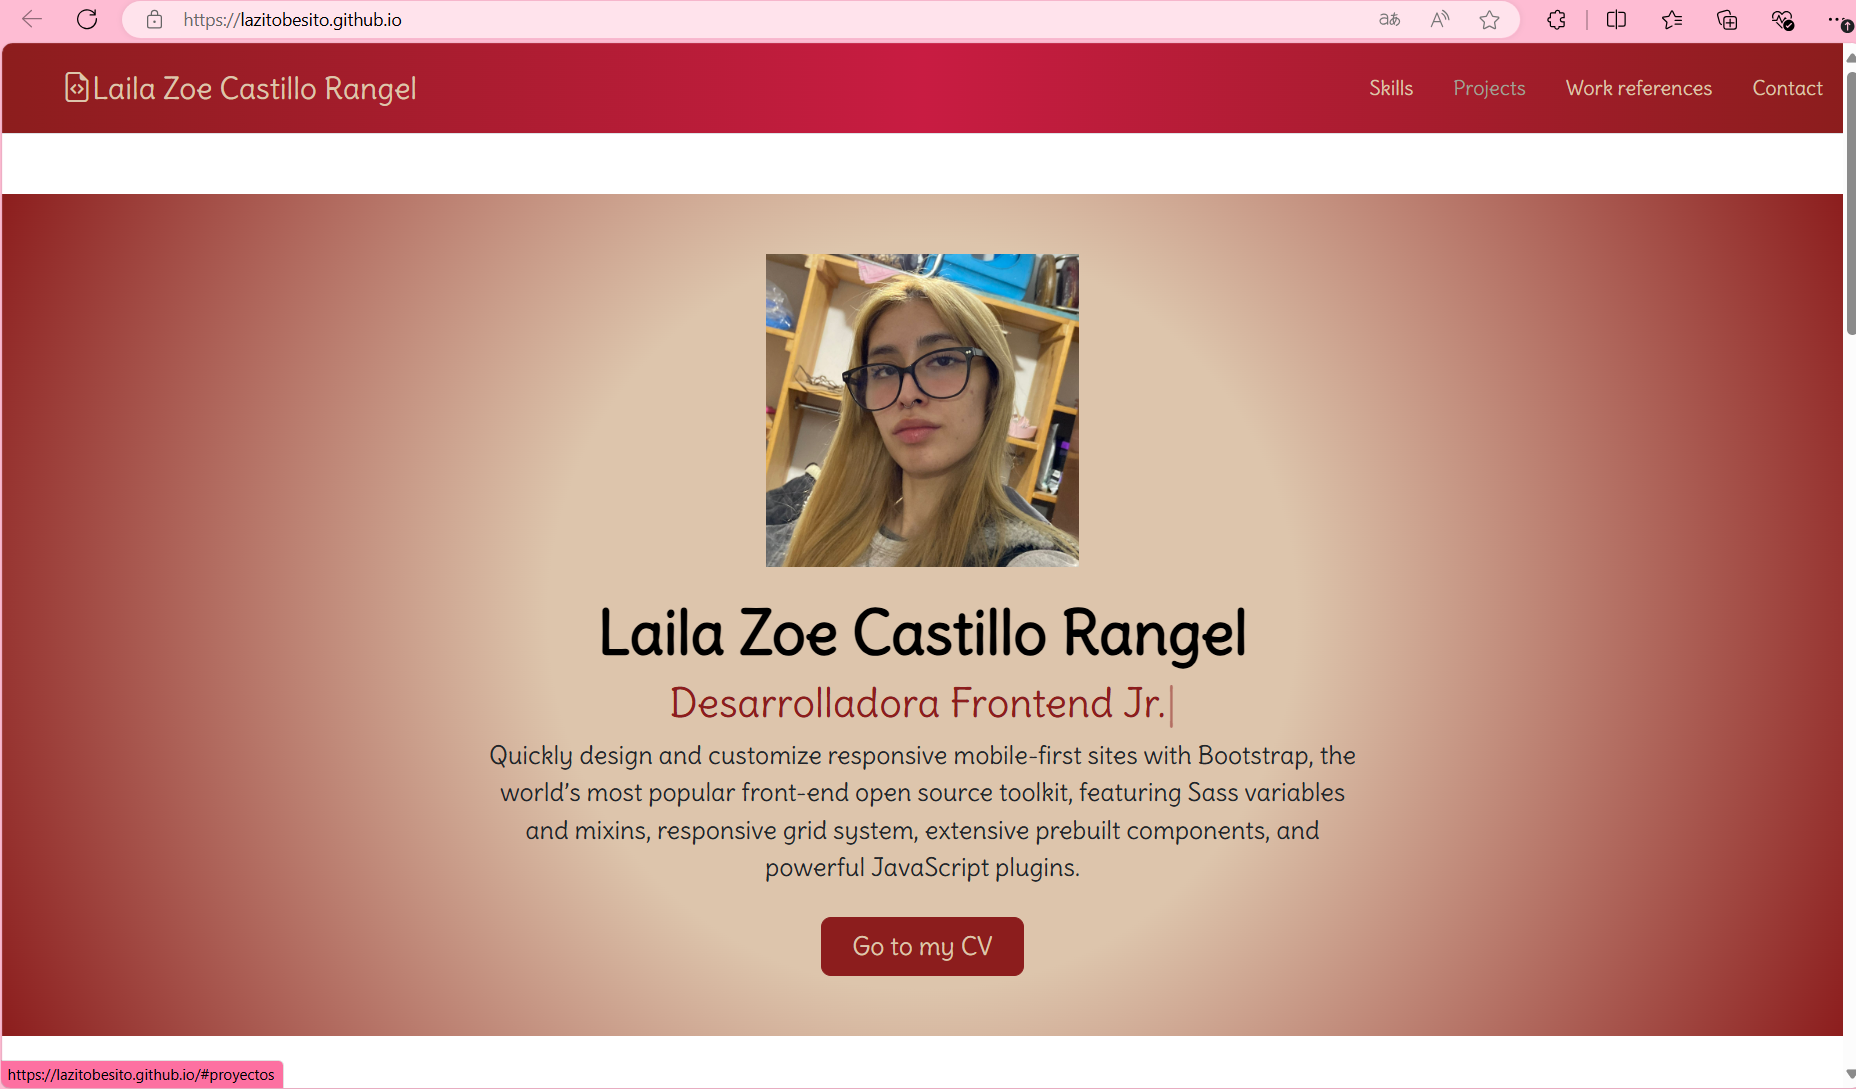 https://lazitobesito.github.io
Laila Zoe Castillo Rangel
Skills
Projects
Work references
Contact
Laila Zoe Castillo Rangel
Desarrolladora Frontend Jr.
Quickly design and customize responsive mobile-first sites with Bootstrap, the
world's most popular front-end open source toolkit, featuring Sass variables
and mixins, responsive grid system, extensive prebuilt components, and
powerful JavaScript plugins.
Go to my CV
https://lazitobesito.github.io/#proyectos